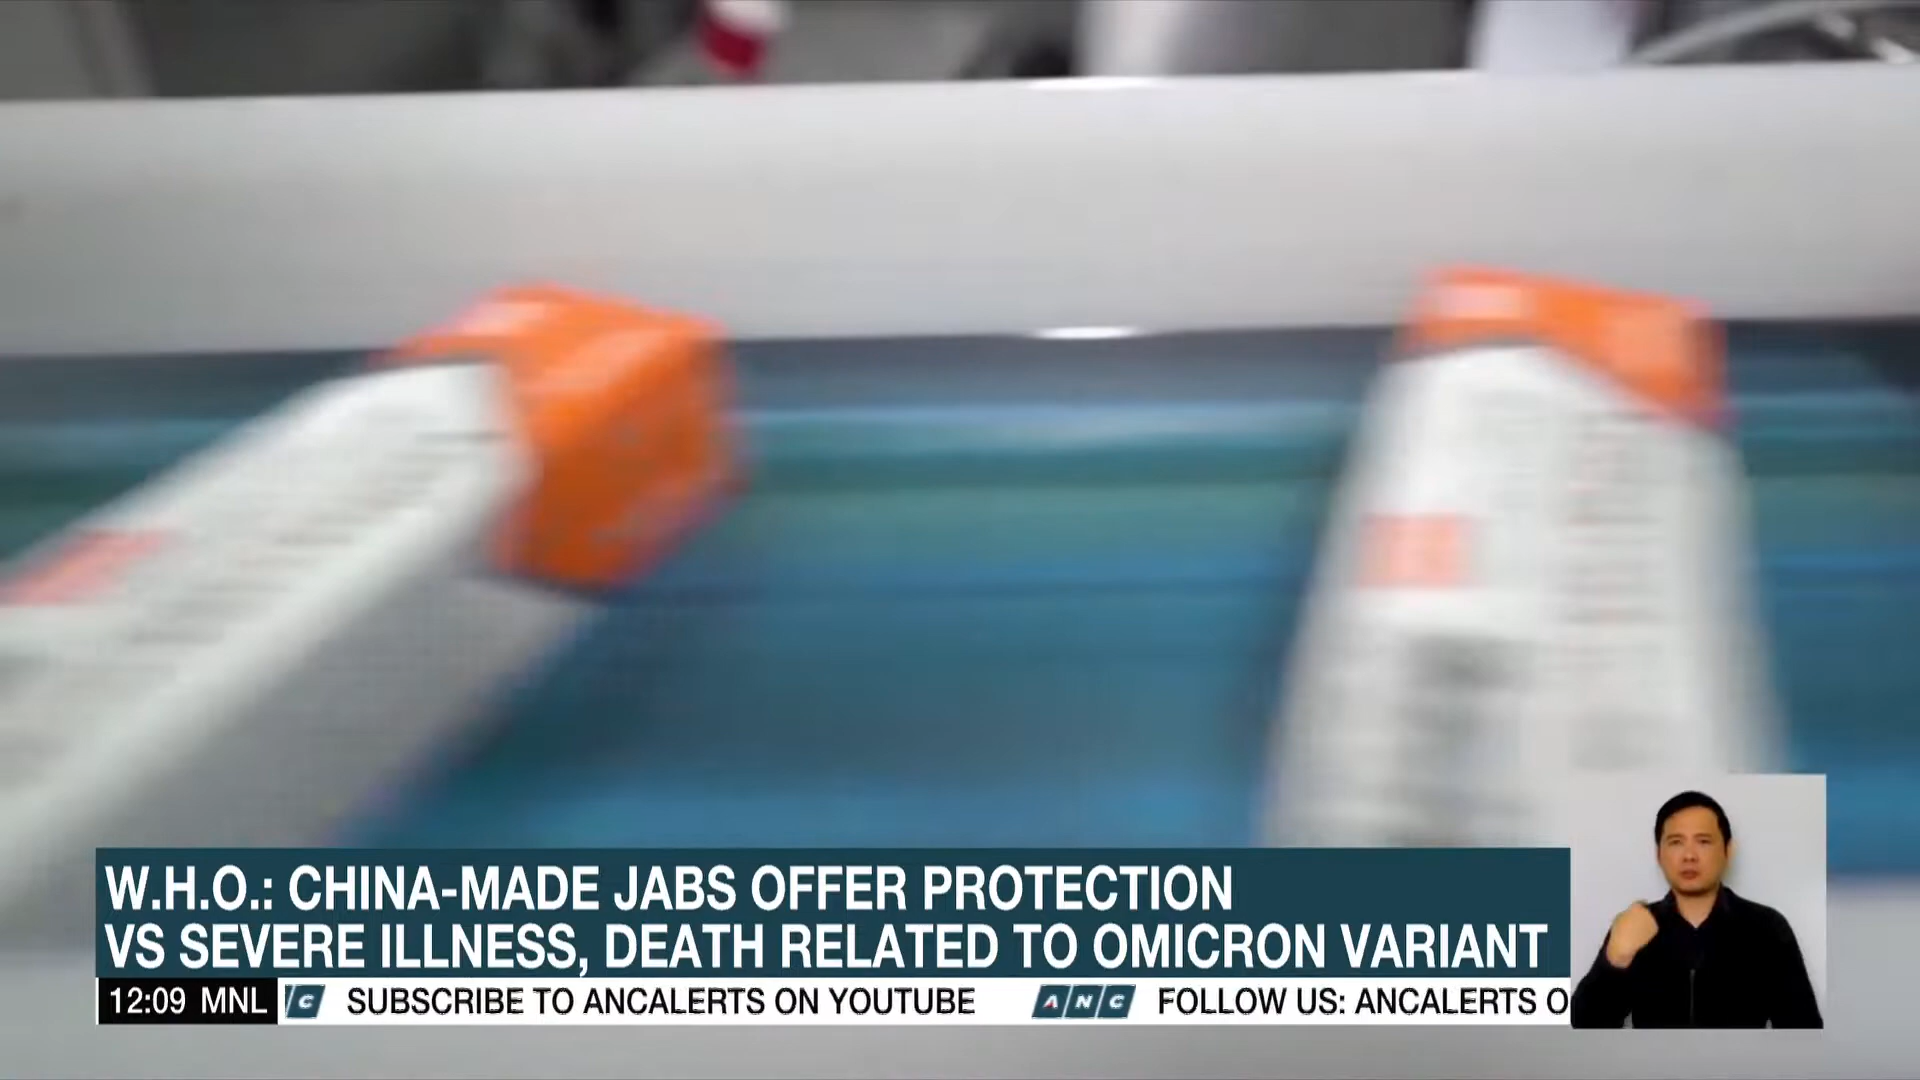 W.H.O.: CHINA-MADE JABS OFFER PROTECTION
VS SEVERE ILLNESS, DEATH RELATED TO OMICRON VARIANT
12:09 MNL C SUBSCRIBE TO ANCALERTS ON YOUTUBE ANC FOLLOW US: ANCALERTS O